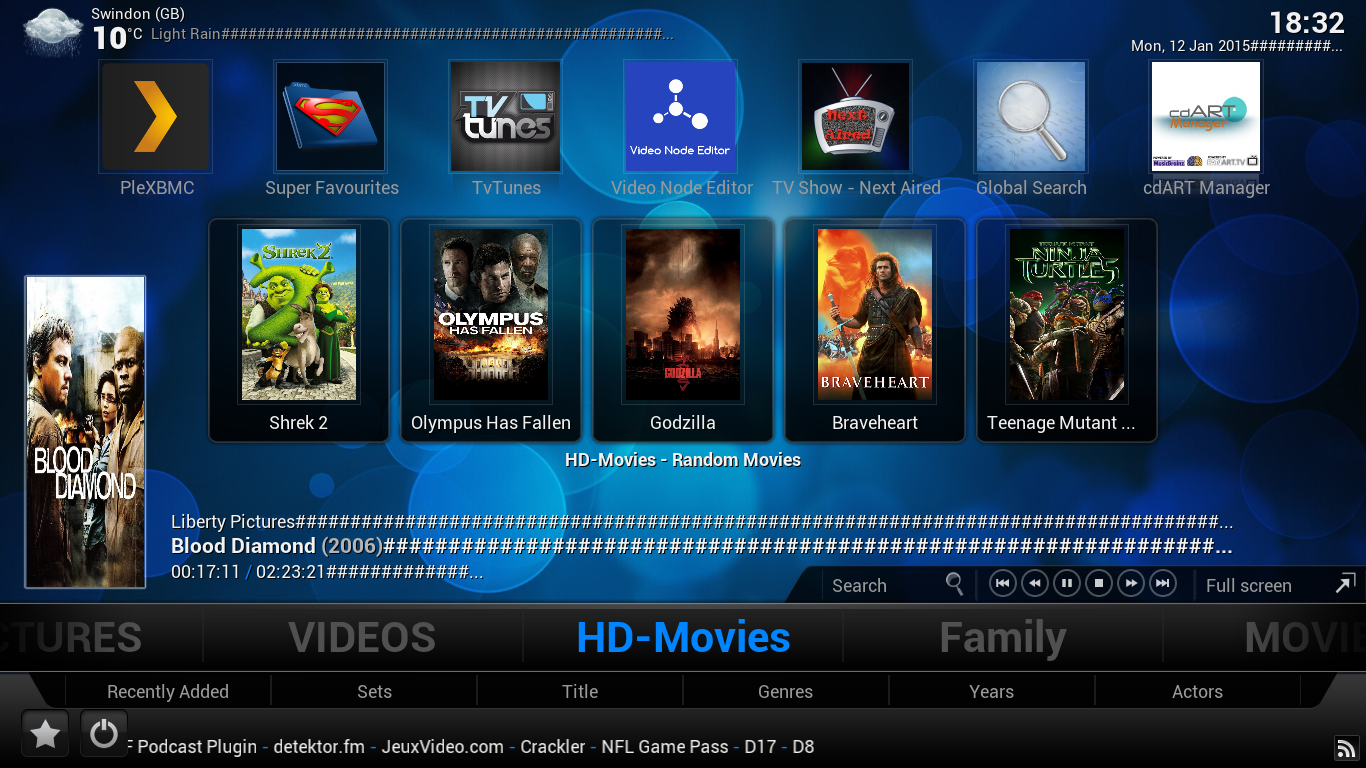 Swindon (GB)
10°C Light Rain#################################################...
18:32
Mon, 12 Jan 2015#########...
TV tunes
Video Node Editor
Next Aired
cdART Manager
PleXBMC
Super Favourites
TvTunes
Video Node Editor
TV Show - Next Aired
Global Search
cdART Manager
SHREK 2
OLYMPUS HAS FALLEN
GODZILLA
BRAVEHEART
TEENAGE MUTANT NINJA TURTLES
Shrek 2
Olympus Has Fallen
Godzilla
Braveheart
Teenage Mutant ...
HD-Movies - Random Movies
BLOOD DIAMOND
Liberty Pictures####################################################################################...
Blood Diamond (2006)################################################################...
00:17:11 / 02:23:21#############...
Search
Full screen
CTURES
VIDEOS
HD-Movies
Family
MOVIE
Recently Added
Sets
Title
Genres
Years
Actors
F Podcast Plugin - detektor.fm - JeuxVideo.com - Crackler - NFL Game Pass - D17 - D8